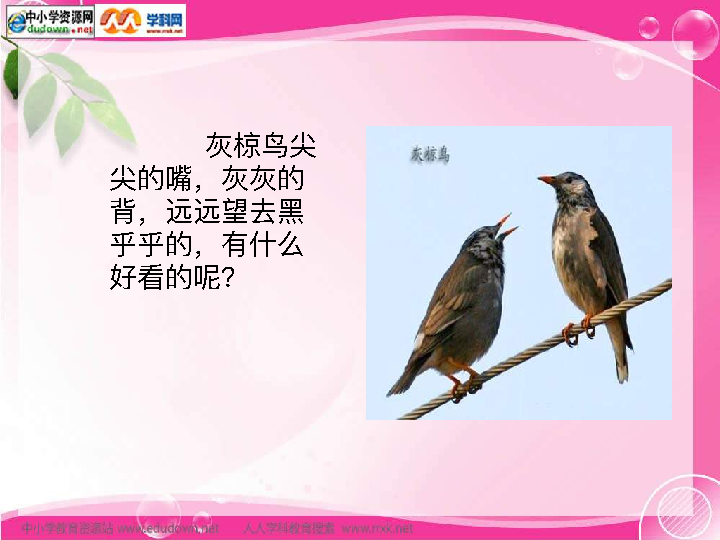 中小学资源网
dudown.net
学科网
www.nxk.net
灰椋鸟尖
尖的嘴，灰灰的
背，远远望去黑
乎乎的，有什么
好看的呢？
灰椋鸟
中小学教育资源站 www.edudown.net 人人学科教育搜索 www.nxk.net